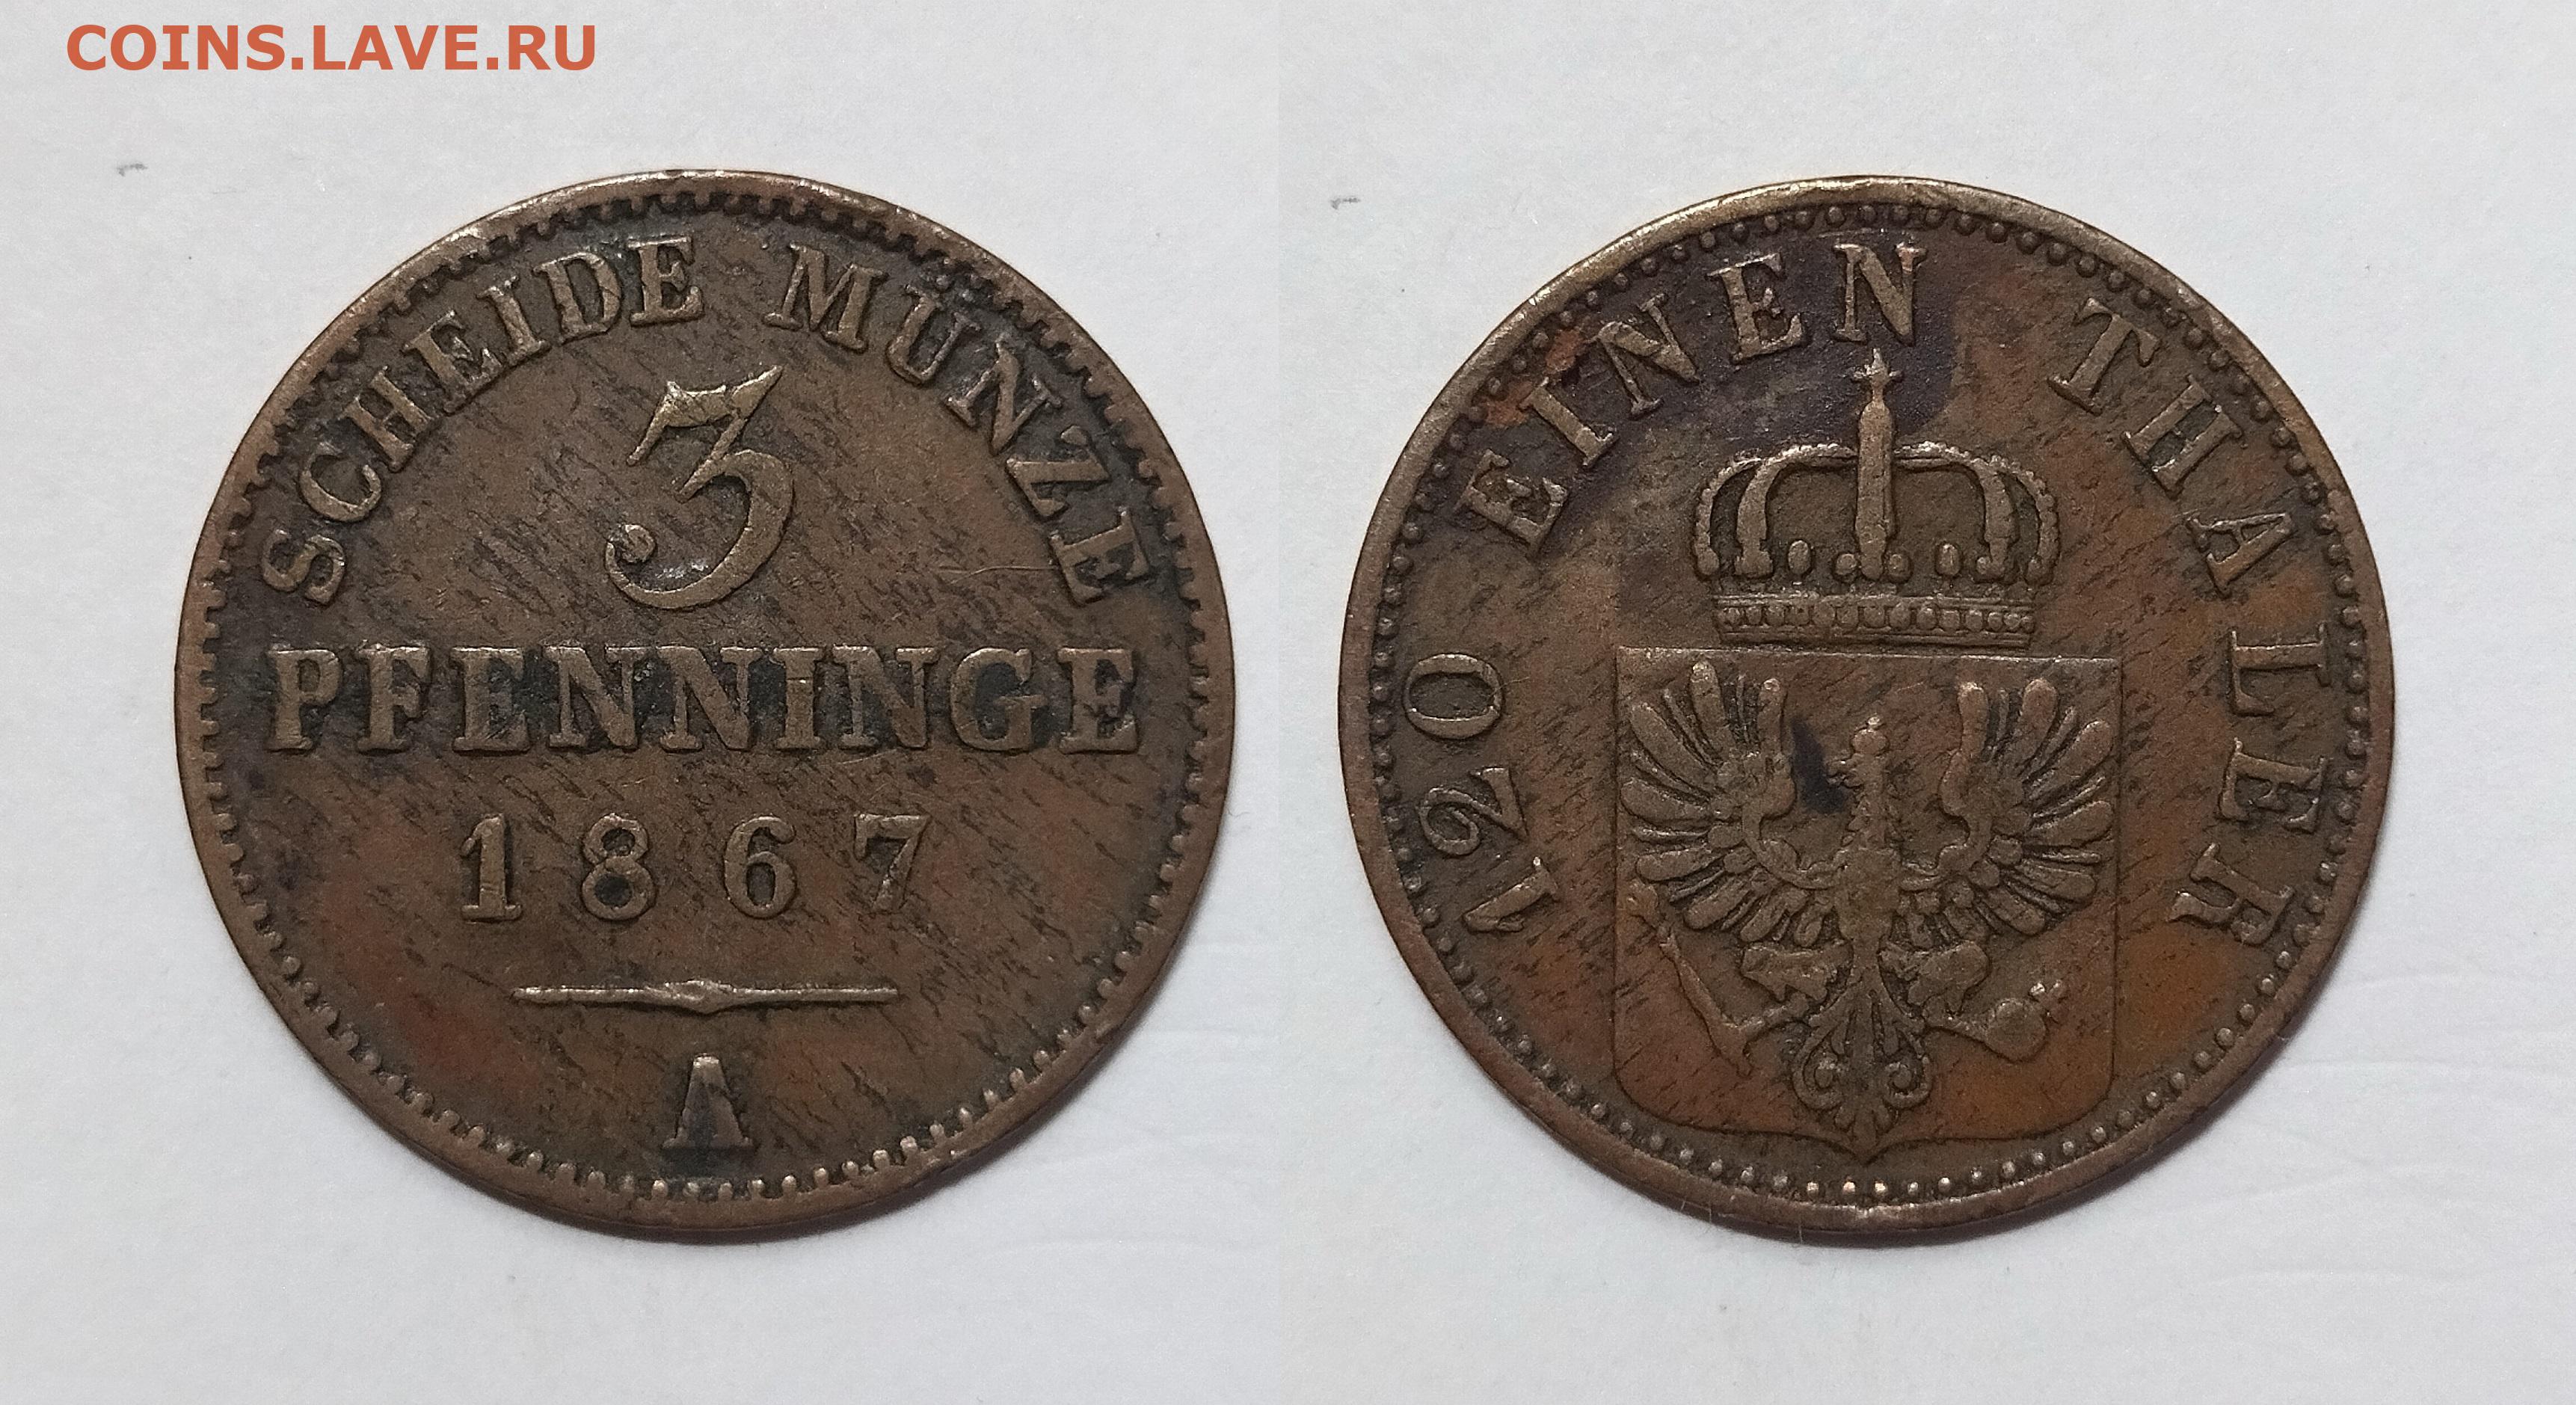 COINS.LAVE.RU
SCHEIDE MÜNZE
3
PFENNINGE
1867
A
120 EINEN THALER